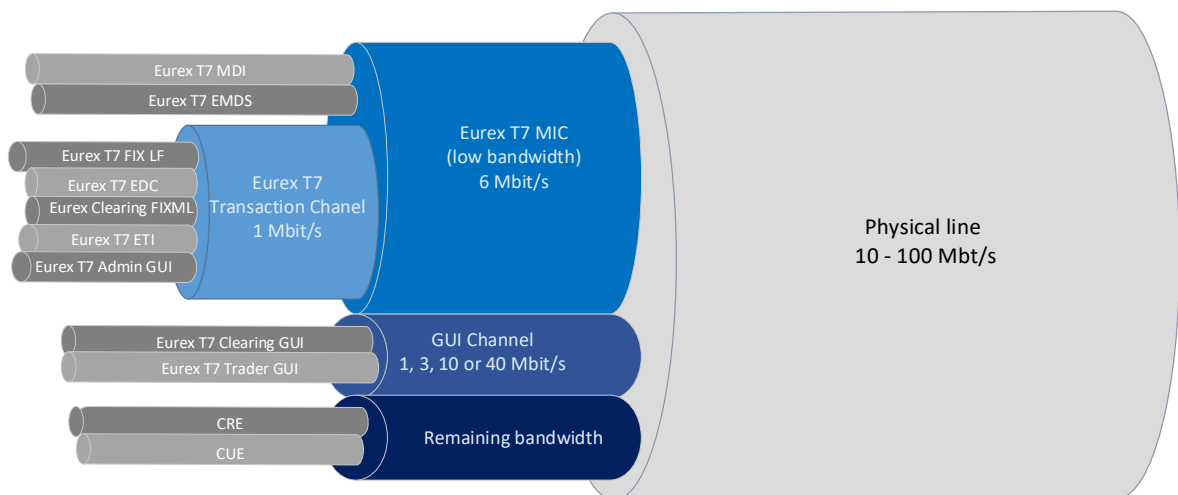 Eurex T7 MDI
Eurex T7 EMDS
Eurex T7 FIX LF
Eurex T7 EDC
Eurex Clearing FIXML
Eurex T7 ETI
Eurex T7 Admin GUI
Eurex T7
Transaction Chanel
1 Mbit/s
Eurex T7 MIC
(low bandwidth)
6 Mbit/s
Eurex T7 Clearing GUI
Eurex T7 Trader GUI
GUI Channel
1, 3, 10 or 40 Mbit/s
CRE
CUE
Remaining bandwidth
Physical line
10 - 100 Mbt/s